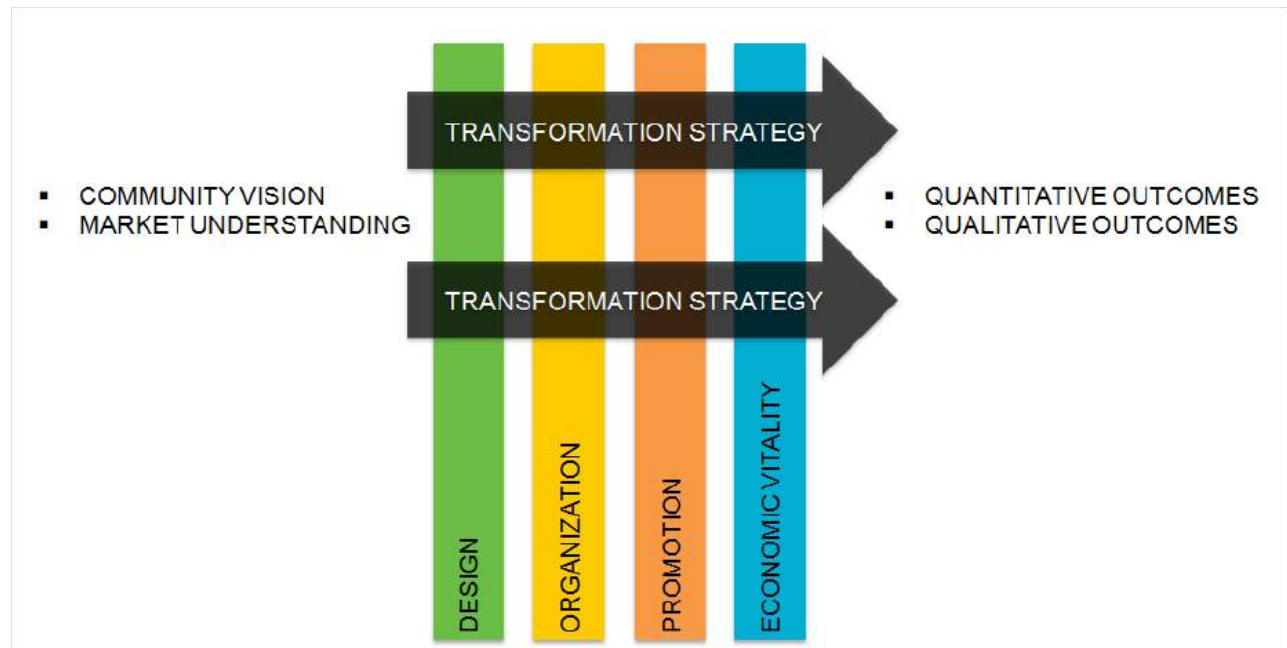 TRANSFORMATION STRATEGY
▪ COMMUNITY VISION
▪ MARKET UNDERSTANDING
▪ QUANTITATIVE OUTCOMES
▪ QUALITATIVE OUTCOMES
TRANSFORMATION STRATEGY
DESIGN
ORGANIZATION
PROMOTION
ECONOMIC VITALITY